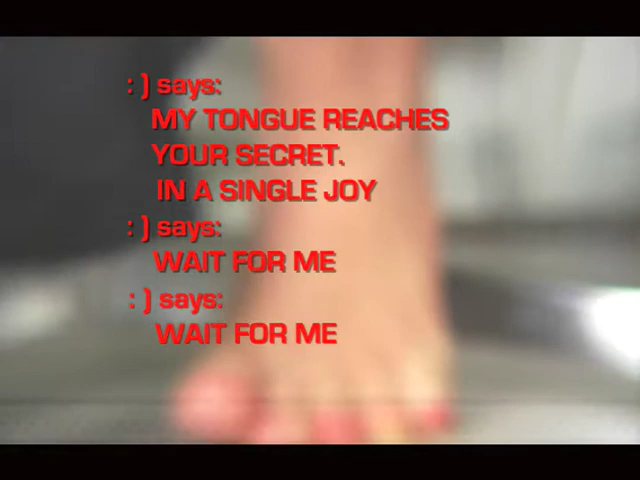 : ) says:
MY TONGUE REACHES
YOUR SECRET.
IN A SINGLE JOY
: ) says:
WAIT FOR ME
: ) says:
WAIT FOR ME